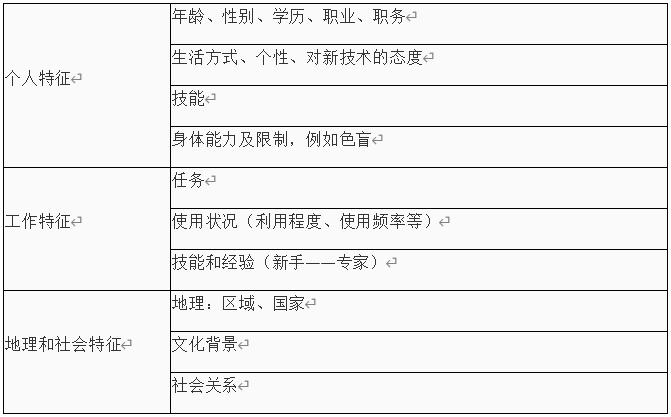 个人特征
年龄、性别、学历、职业、职务
生活方式、个性、对新技术的态度
技能
身体能力及限制，例如色盲
工作特征
任务
使用状况（利用程度、使用频率等）
技能和经验（新手——专家）
地理和社会特征
地理：区域、国家
文化背景
社会关系